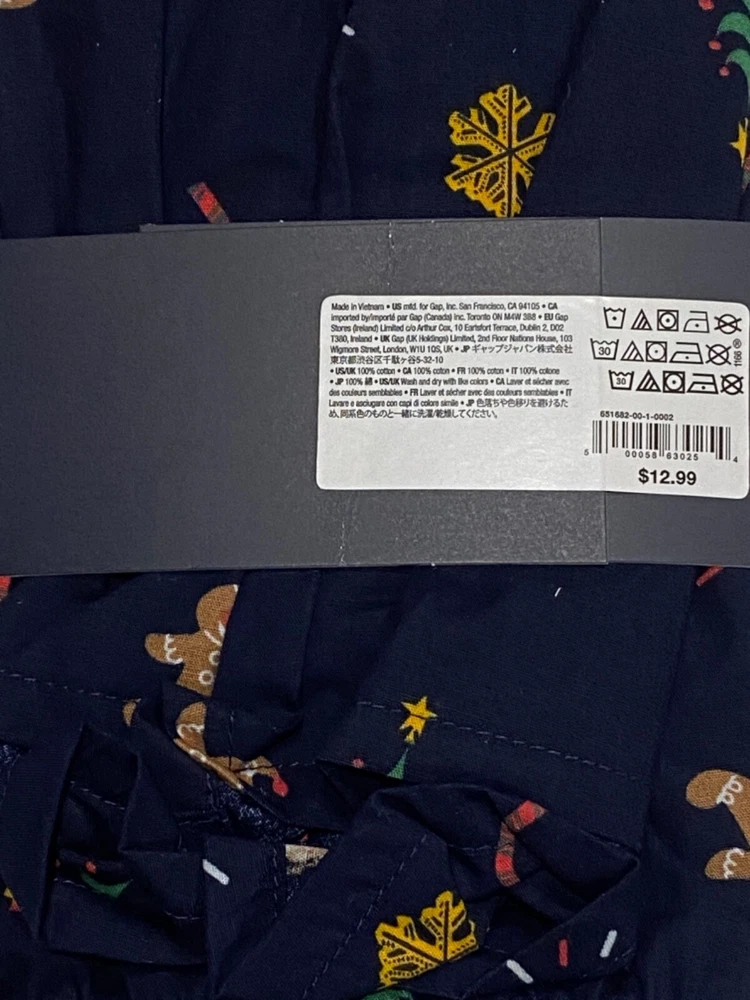 Made in Vietnam • US mfd. for Gap, Inc. San Francisco, CA 94105 • CA
imported by/importé par Gap (Canada) Inc. Toronto ON M4W 3B8 • EU Gap
Stores (Ireland) Limited c/o Arthur Cox, 10 Earlsfort Terrace, Dublin 2, D02
T380, Ireland • UK Gap (UK Holdings) Limited, 2nd Floor Nations House, 103
Wigmore Street, London, W1U 1QS, UK • JP ギャップジャパン株式会社
東京都渋谷区千駄ヶ谷5-32-10
• US/UK 100% cotton • CA 100% coton • FR 100% coton • IT 100% cotone
• JP 100% 綿 • US/UK Wash and dry with like colors • CA Laver et sécher avec
des couleurs semblables • FR Laver et sécher avec des couleurs semblables • IT
Lavare e asciugare con capi di colore simile • JP 色落ちや色移りを避けるた
め、同系色のものと一緒に洗濯/乾燥してください。
30
30
1166 ®
651682-00-1-0002
5 00058 63025 4
$12.99